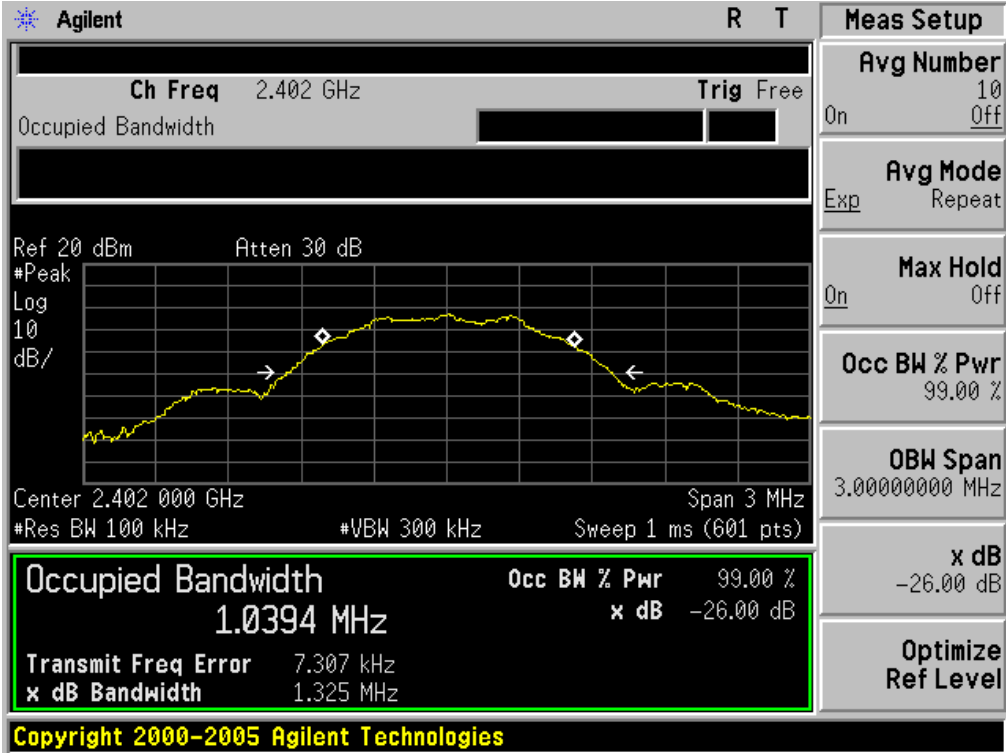 Agilent R T
Ch Freq 2.402 GHz Trig Free
Occupied Bandwidth
Ref 20 dBm Atten 30 dB
#Peak
Log
10
dB/
Center 2.402 000 GHz Span 3 MHz
#Res BW 100 kHz #VBW 300 kHz Sweep 1 ms (601 pts)
Occupied Bandwidth Occ BW % Pwr 99.00 %
1.0394 MHz x dB -26.00 dB
Transmit Freq Error 7.307 kHz
x dB Bandwidth 1.325 MHz
Copyright 2000-2005 Agilent Technologies
Meas Setup
Avg Number
10
On Off
Avg Mode
Exp Repeat
Max Hold
On Off
Occ BW % Pwr
99.00 %
OBW Span
3.00000000 MHz
x dB
-26.00 dB
Optimize
Ref Level